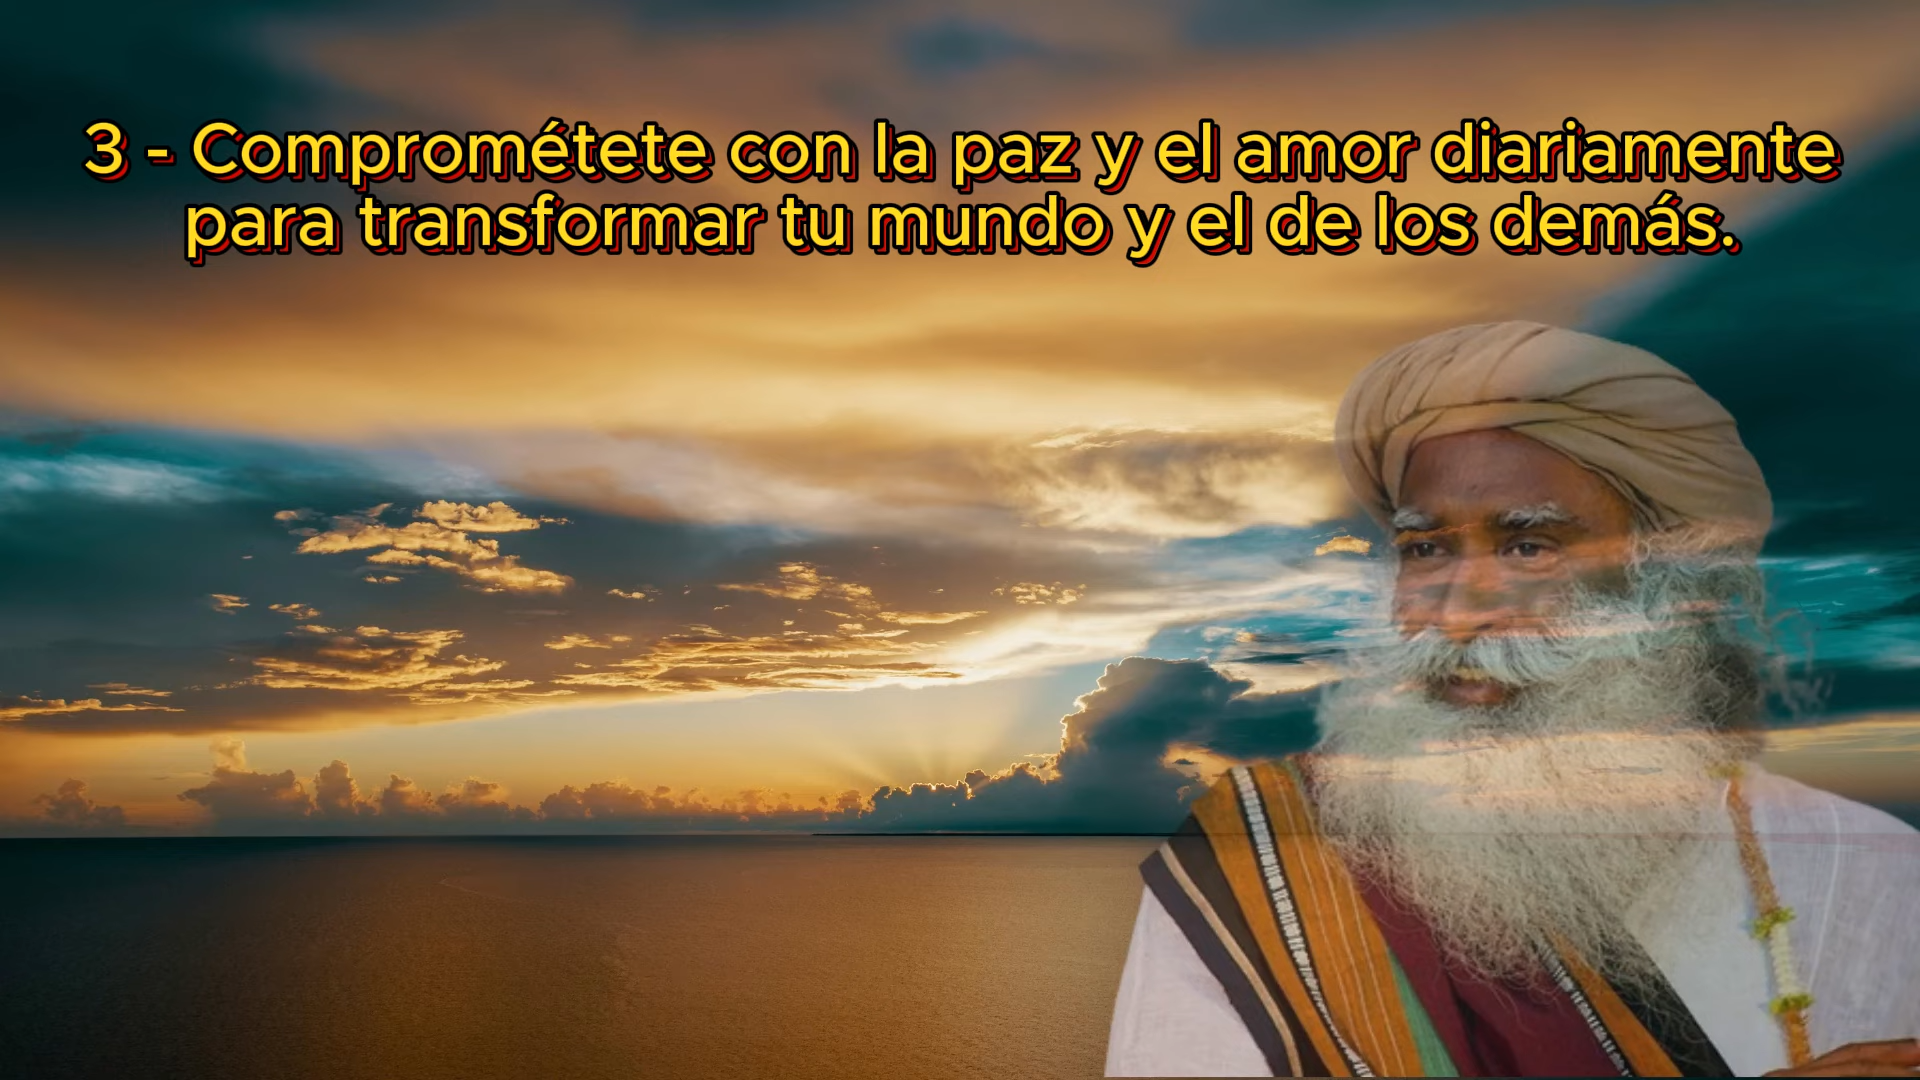 3 - Comprométete con la paz y el amor diariamente
para transformar tu mundo y el de los demás.